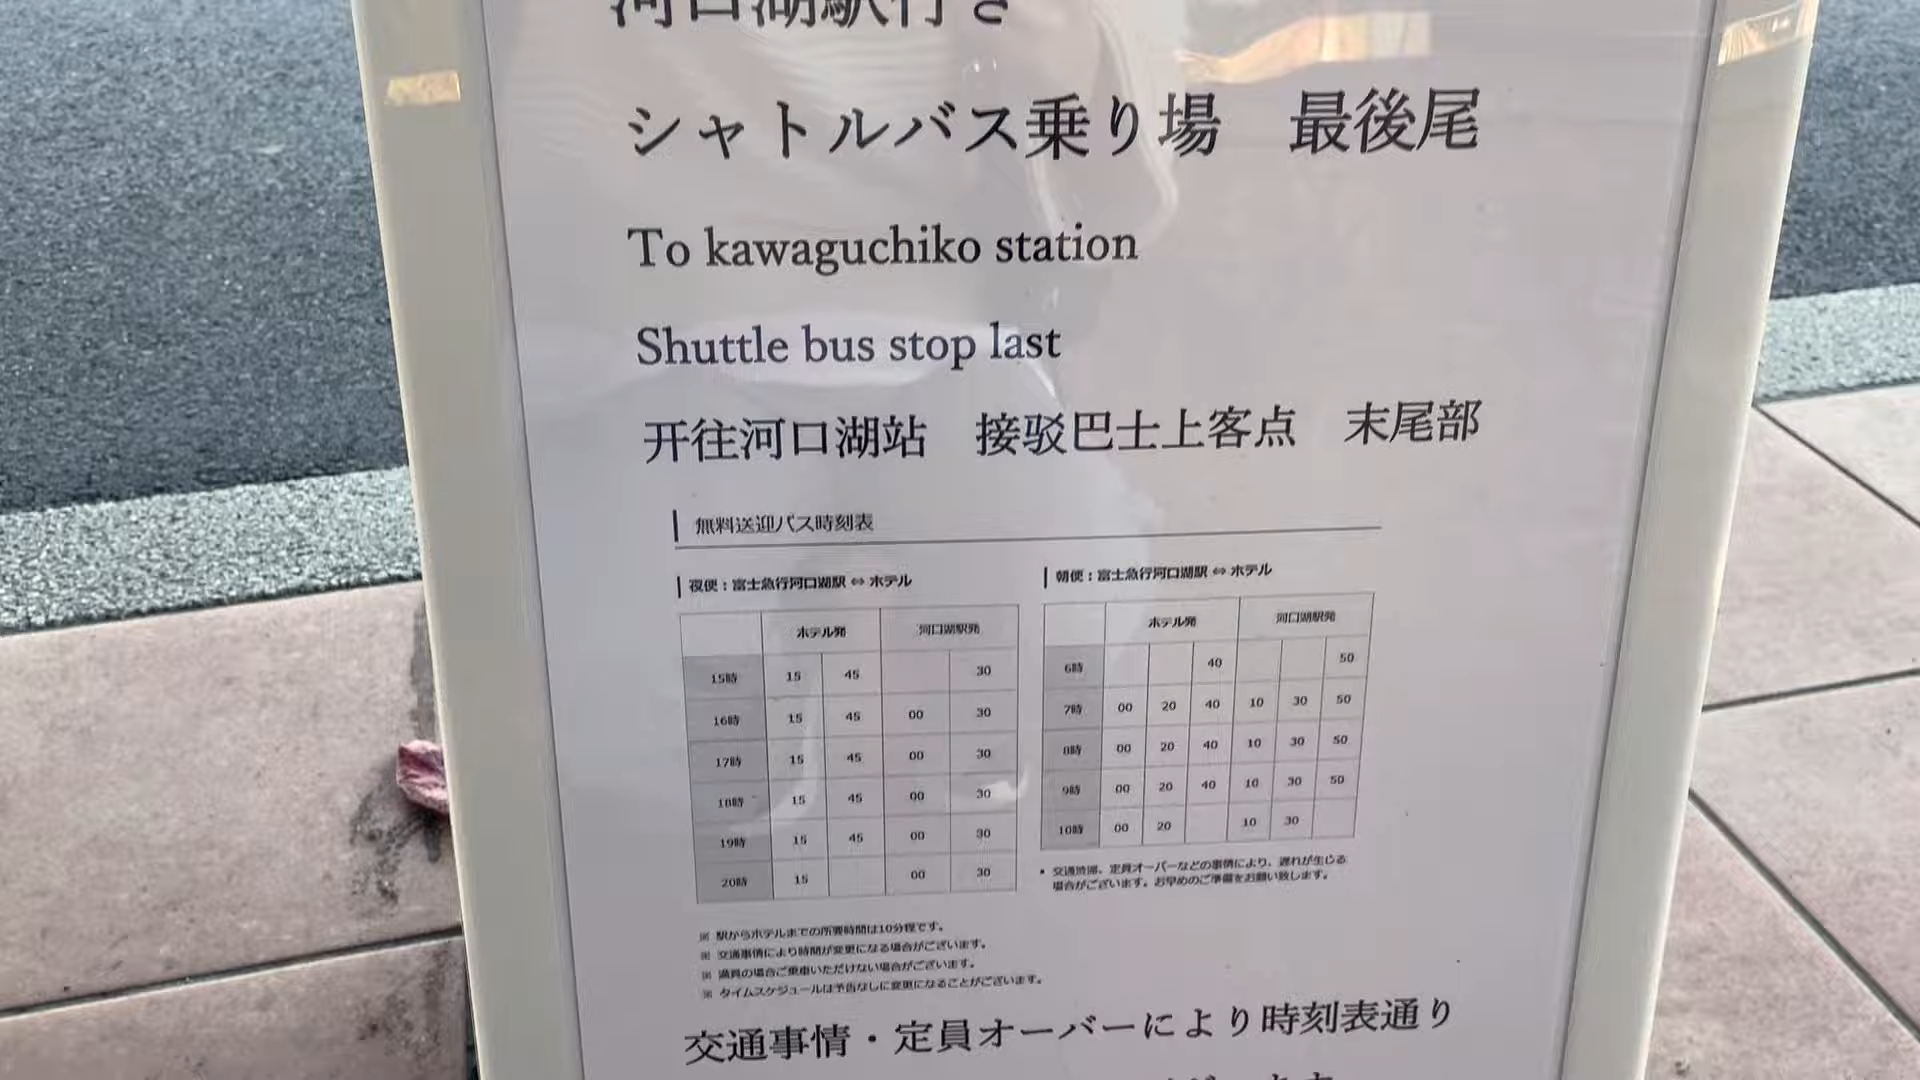 河口湖駅行き
シャトルバス乗り場　最後尾
To kawaguchiko station
Shuttle bus stop last
开往河口湖站　接驳巴士上客点　末尾部
無料送迎バス時刻表
夜便：富士急行河口湖駅 ⇔ ホテル
ホテル発 河口湖駅発
15時 15 45 30
16時 15 45 00 30
17時 15 45 00 30
18時 15 45 00 30
19時 15 45 00 30
20時 15 00 30
朝便：富士急行河口湖駅 ⇔ ホテル
ホテル発 河口湖駅発
6時 40 50
7時 00 20 40 10 30 50
8時 00 20 40 10 30 50
9時 00 20 40 10 30 50
10時 00 20 10 30
• 交通渋滞、定員オーバーなどの事情により、遅れが生じる
場合がございます。お早めのご準備をお願い致します。
※ 駅からホテルまでの所要時間は10分程です。
※ 交通事情により時間が変更になる場合がございます。
※ 満員の場合ご乗車いただけない場合がございます。
※ タイムスケジュールは予告なしに変更になることがございます。
交通事情・定員オーバーにより時刻表通り